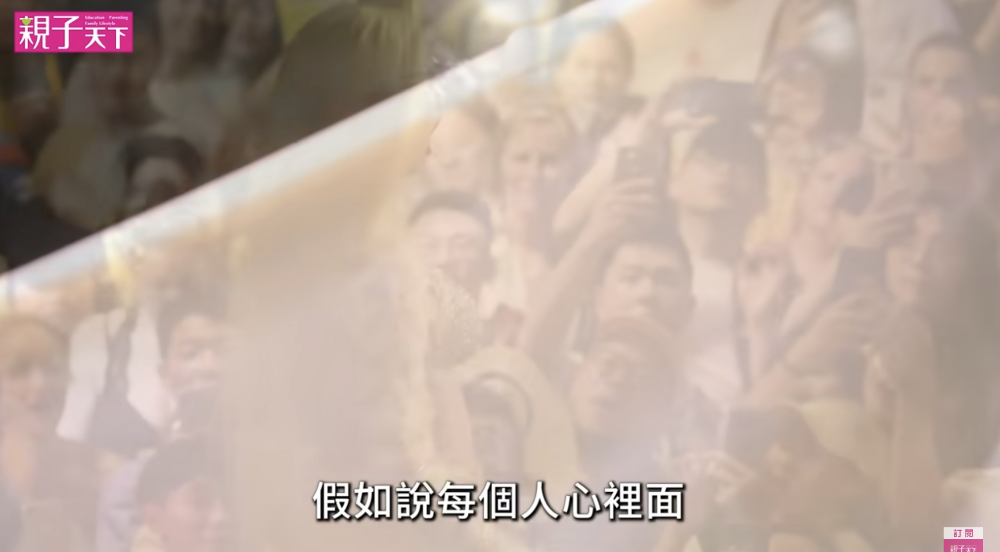 親子天下
Education · Parenting
Family Lifestyle
假如說每個人心裡面
訂閱
親子天下